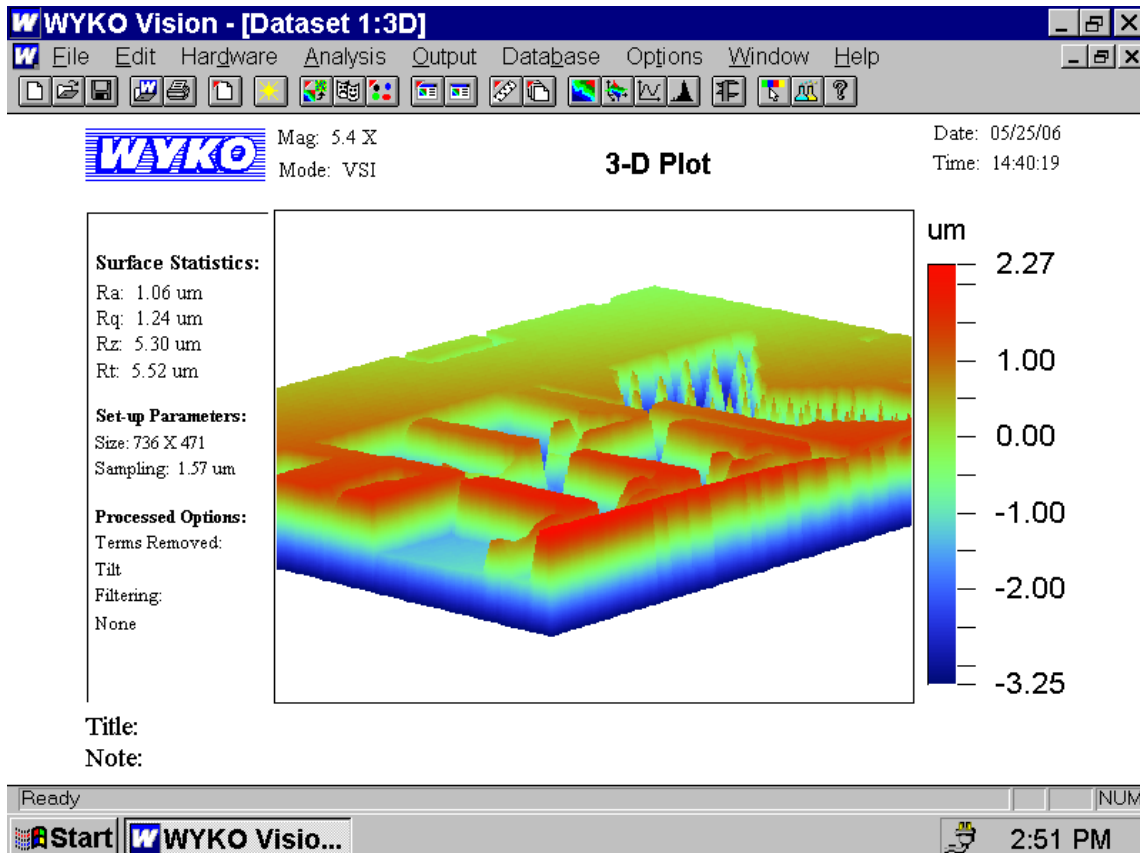 WYKO Vision - [Dataset 1:3D]
File Edit Hardware Analysis Output Database Options Window Help
WYKO
Mag: 5.4 X
Mode: VSI
3-D Plot
Date: 05/25/06
Time: 14:40:19
Surface Statistics:
Ra: 1.06 um
Rq: 1.24 um
Rz: 5.30 um
Rt: 5.52 um
Set-up Parameters:
Size: 736 X 471
Sampling: 1.57 um
Processed Options:
Terms Removed:
Tilt
Filtering:
None
um
2.27
1.00
0.00
-1.00
-2.00
-3.25
Title:
Note:
Ready
NUM
Start WYKO Visio...
2:51 PM